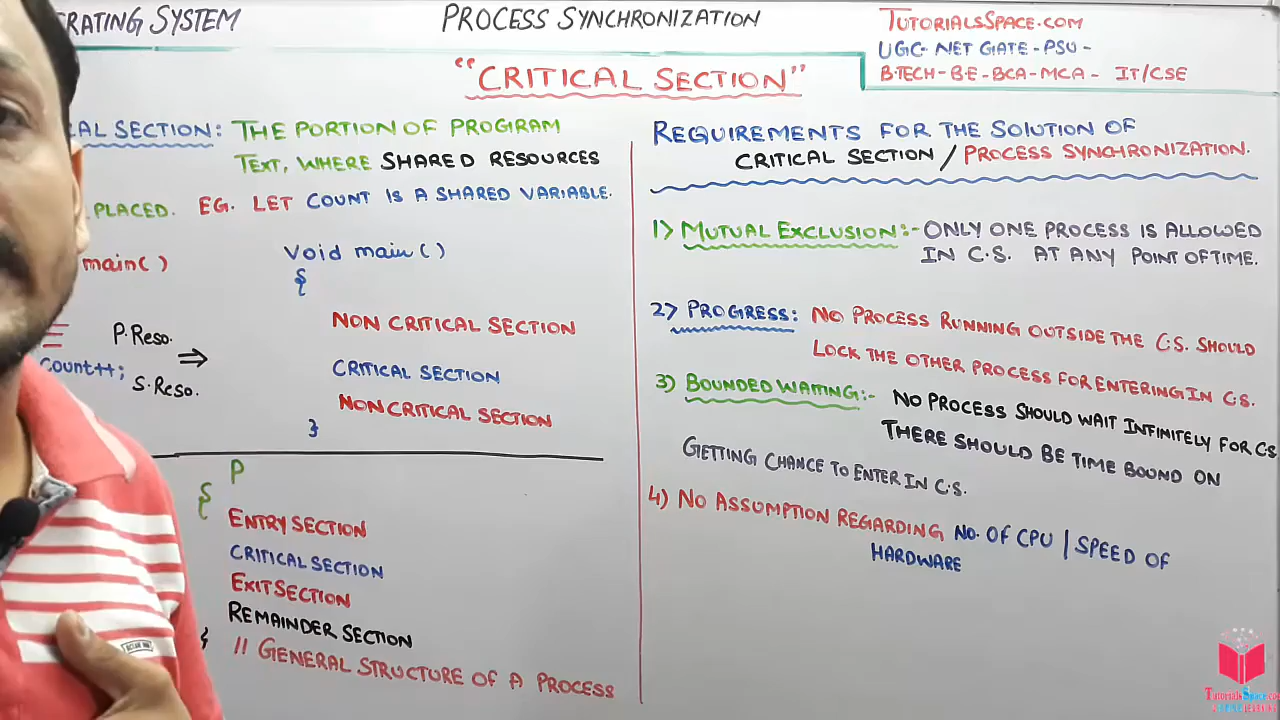 ERATING SYSTEM
PROCESS SYNCHRONIZATION
TUTORIALSSPACE.COM
UGC-NET GATE-PSU-
B.TECH-B.E-BCA-MCA- IT/CSE
"CRITICAL SECTION"
CAL SECTION: THE PORTION OF PROGRAM
TEXT, WHERE SHARED RESOURCES
PLACED. EG. LET COUNT IS A SHARED VARIABLE.
main()
P.Reso.
Count++;
S.Reso.
⇒
Void main()
{
NON CRITICAL SECTION
CRITICAL SECTION
NON CRITICAL SECTION
}
P
{
ENTRY SECTION
CRITICAL SECTION
EXIT SECTION
REMAINDER SECTION
}
// GENERAL STRUCTURE OF A PROCESS
REQUIREMENTS FOR THE SOLUTION OF
CRITICAL SECTION / PROCESS SYNCHRONIZATION.
1) MUTUAL EXCLUSION:- ONLY ONE PROCESS IS ALLOWED
IN C.S. AT ANY POINT OF TIME.
2) PROGRESS: NO PROCESS RUNNING OUTSIDE THE C.S. SHOULD
LOCK THE OTHER PROCESS FOR ENTERING IN C.S.
3) BOUNDED WAITING:- NO PROCESS SHOULD WAIT INFINITELY FOR CS
THERE SHOULD BE TIME BOUND ON
GETTING CHANCE TO ENTER IN C.S.
4) NO ASSUMPTION REGARDING NO. OF CPU | SPEED OF
HARDWARE
TutorialsSpace.co